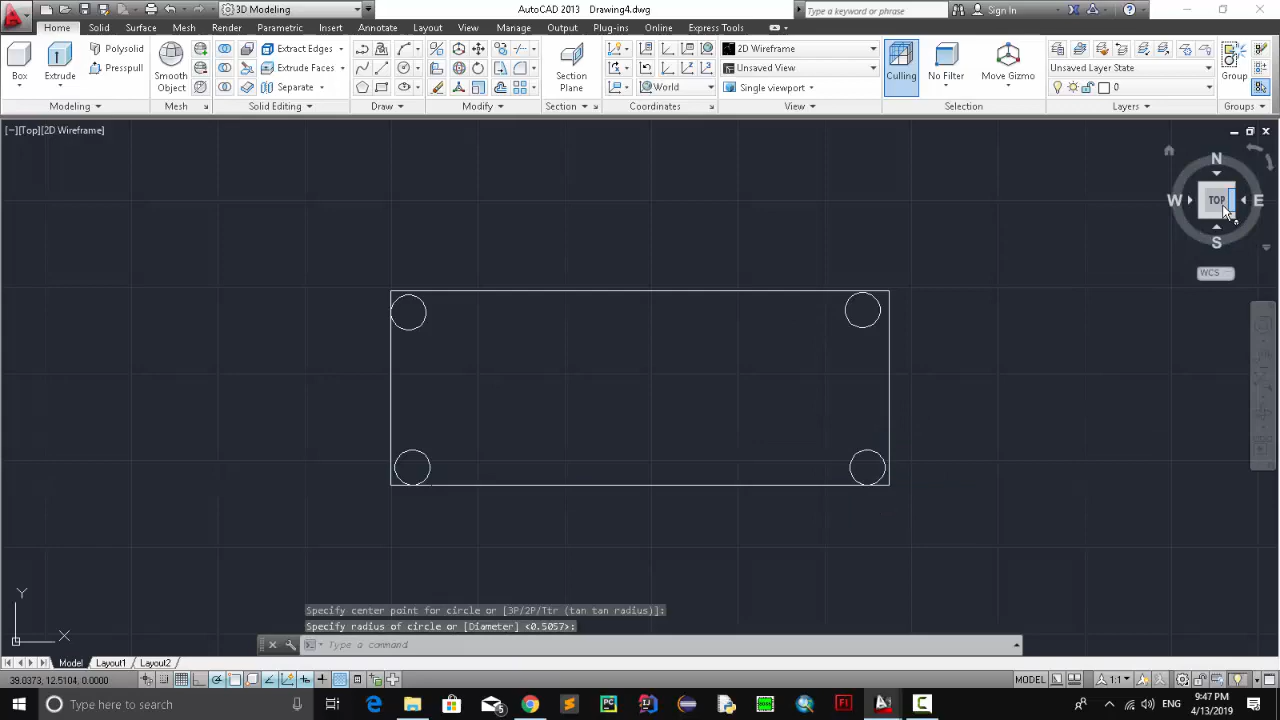 3D Modeling
AutoCAD 2013 Drawing4.dwg
Type a keyword or phrase
Sign In
Home Solid Surface Mesh Render Parametric Insert Annotate Layout View Manage Output Plug-ins Online Express Tools
Box
Extrude
Polysolid
Presspull
Smooth
Object
Extract Edges
Extrude Faces
Separate
Section
Plane
World
2D Wireframe
Unsaved View
Single viewport
Culling
No Filter
Move Gizmo
Unsaved Layer State
0
Group
Modeling
Mesh
Solid Editing
Draw
Modify
Section
Coordinates
View
Selection
Layers
Groups
[−][Top][2D Wireframe]
N
W TOP E
S
WCS
Y
X
Specify center point for circle or [3P/2P/Ttr (tan tan radius)]:
Specify radius of circle or [Diameter] <0.5057>:
Type a command
Model Layout1 Layout2
39.0373, 12.5104, 0.0000
MODEL
1:1
Type here to search
5
PC
Fl
ENG
9:47 PM
4/13/2019